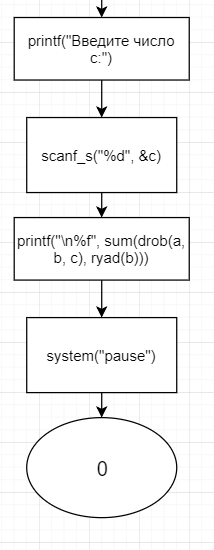 printf("Введите число
c:")
scanf_s("%d", &c)
printf("\n%f", sum(drob(a,
b, c), ryad(b)))
system("pause")
0